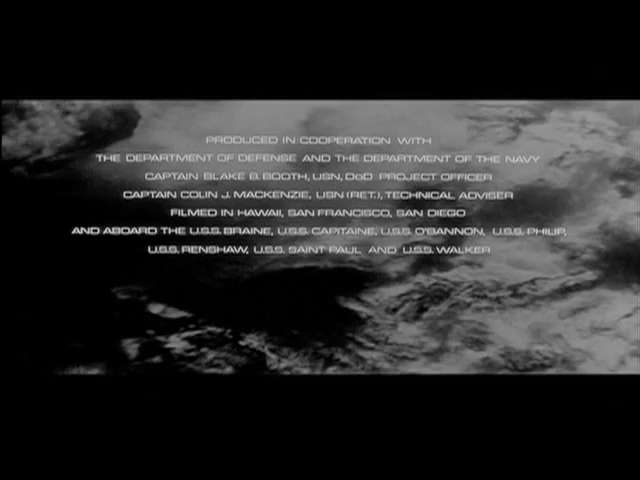 PRODUCED IN COOPERATION WITH
THE DEPARTMENT OF DEFENSE AND THE DEPARTMENT OF THE NAVY
CAPTAIN BLAKE B. BOOTH, USN, DoD PROJECT OFFICER
CAPTAIN COLIN J. MACKENZIE, USN (RET.), TECHNICAL ADVISER
FILMED IN HAWAII, SAN FRANCISCO, SAN DIEGO
AND ABOARD THE U.S.S. BRAINE, U.S.S. CAPITAINE, U.S.S. O'BANNON, U.S.S. PHILIP,
U.S.S. RENSHAW, U.S.S. SAINT PAUL AND U.S.S. WALKER